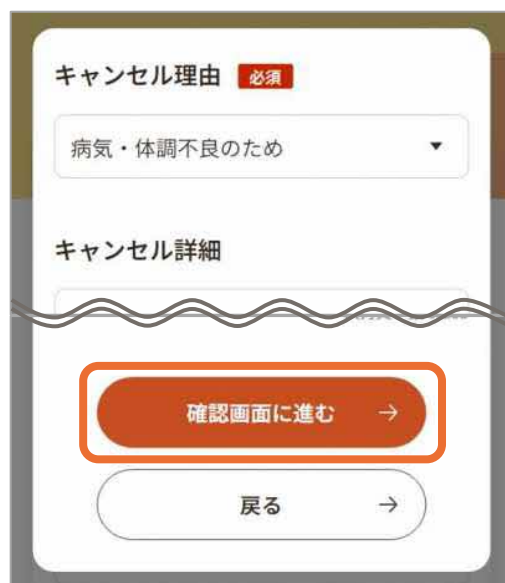 キャンセル理由 必須
病気・体調不良のため
キャンセル詳細
確認画面に進む
戻る